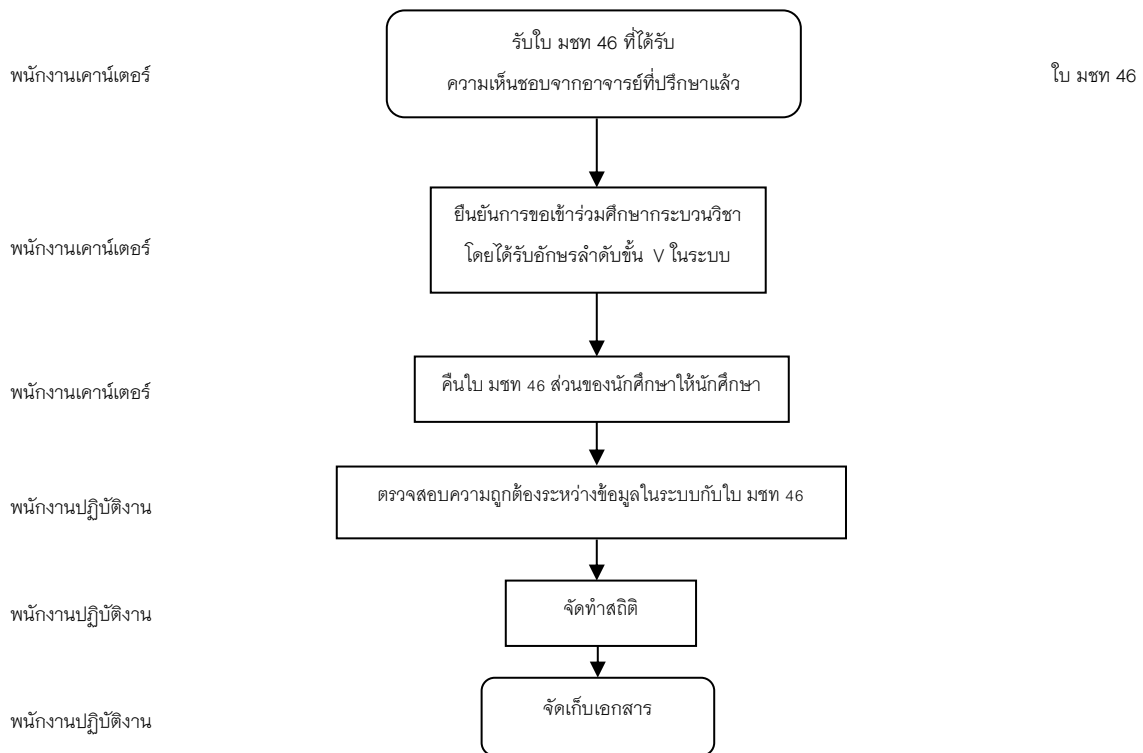 รับใบ มชท 46 ที่ได้รับ
พนักงานเคาน์เตอร์
ความเห็นชอบจากอาจารย์ที่ปรึกษาแล้ว
ใบ มชท 46
ยืนยันการขอเข้าร่วมศึกษากระบวนวิชา
พนักงานเคาน์เตอร์
โดยได้รับอักษรลำดับขั้น V ในระบบ
พนักงานเคาน์เตอร์
คืนใบ มชท 46 ส่วนของนักศึกษาให้นักศึกษา
พนักงานปฏิบัติงาน
ตรวจสอบความถูกต้องระหว่างข้อมูลในระบบกับใบ มชท 46
พนักงานปฏิบัติงาน
จัดทำสถิติ
พนักงานปฏิบัติงาน
จัดเก็บเอกสาร